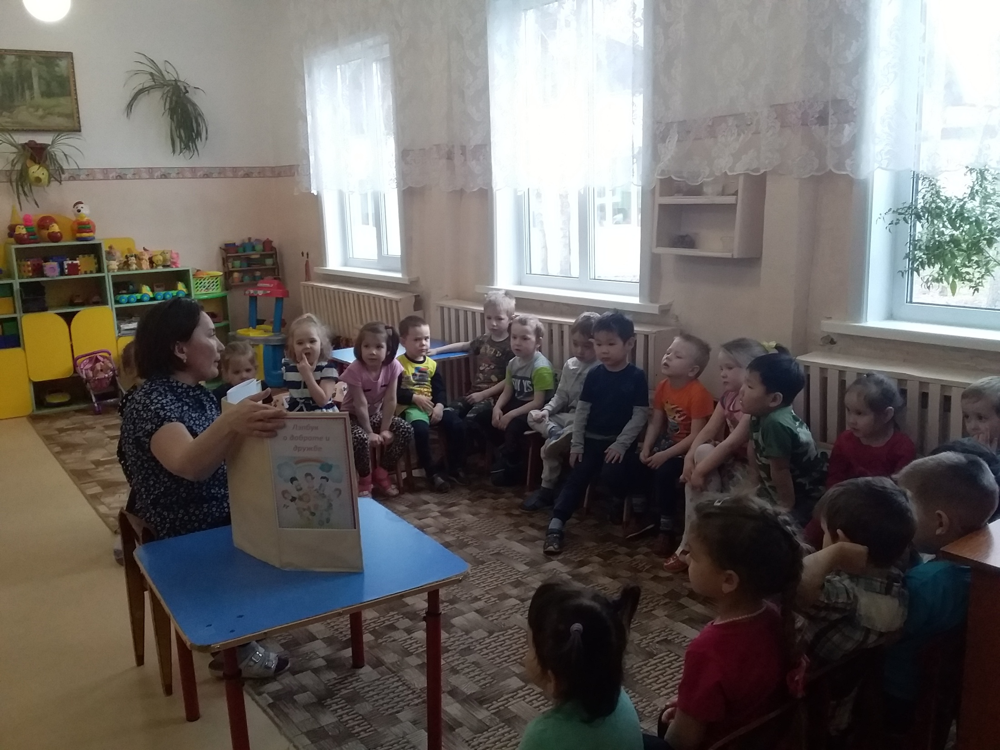 Лэпбук
о доброте и
дружбе